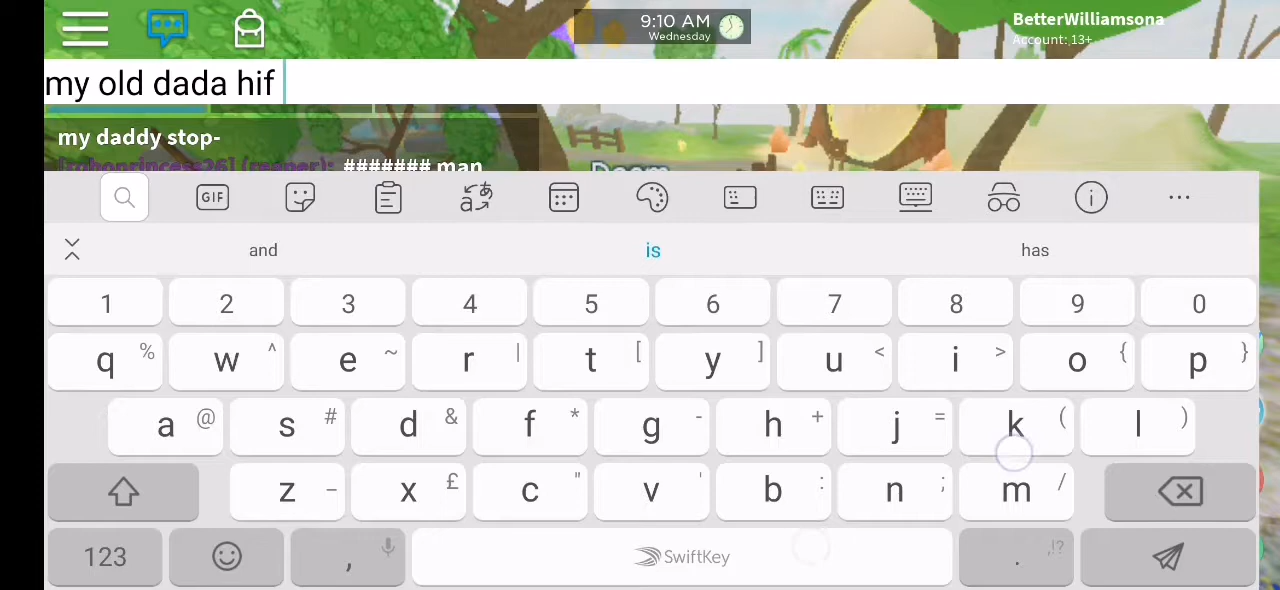 9:10 AM
Wednesday
BetterWilliamsona
Account: 13+
my old dada hif
my daddy stop-
####### man
GIF
and is has
1 2 3 4 5 6 7 8 9 0
q % w ^ e ~ r | t [ y ] u < i > o { p }
a @ s # d & f * g - h + j = k ( l )
z _ x £ c " v ' b : n ; m /
123 , SwiftKey . ,!?